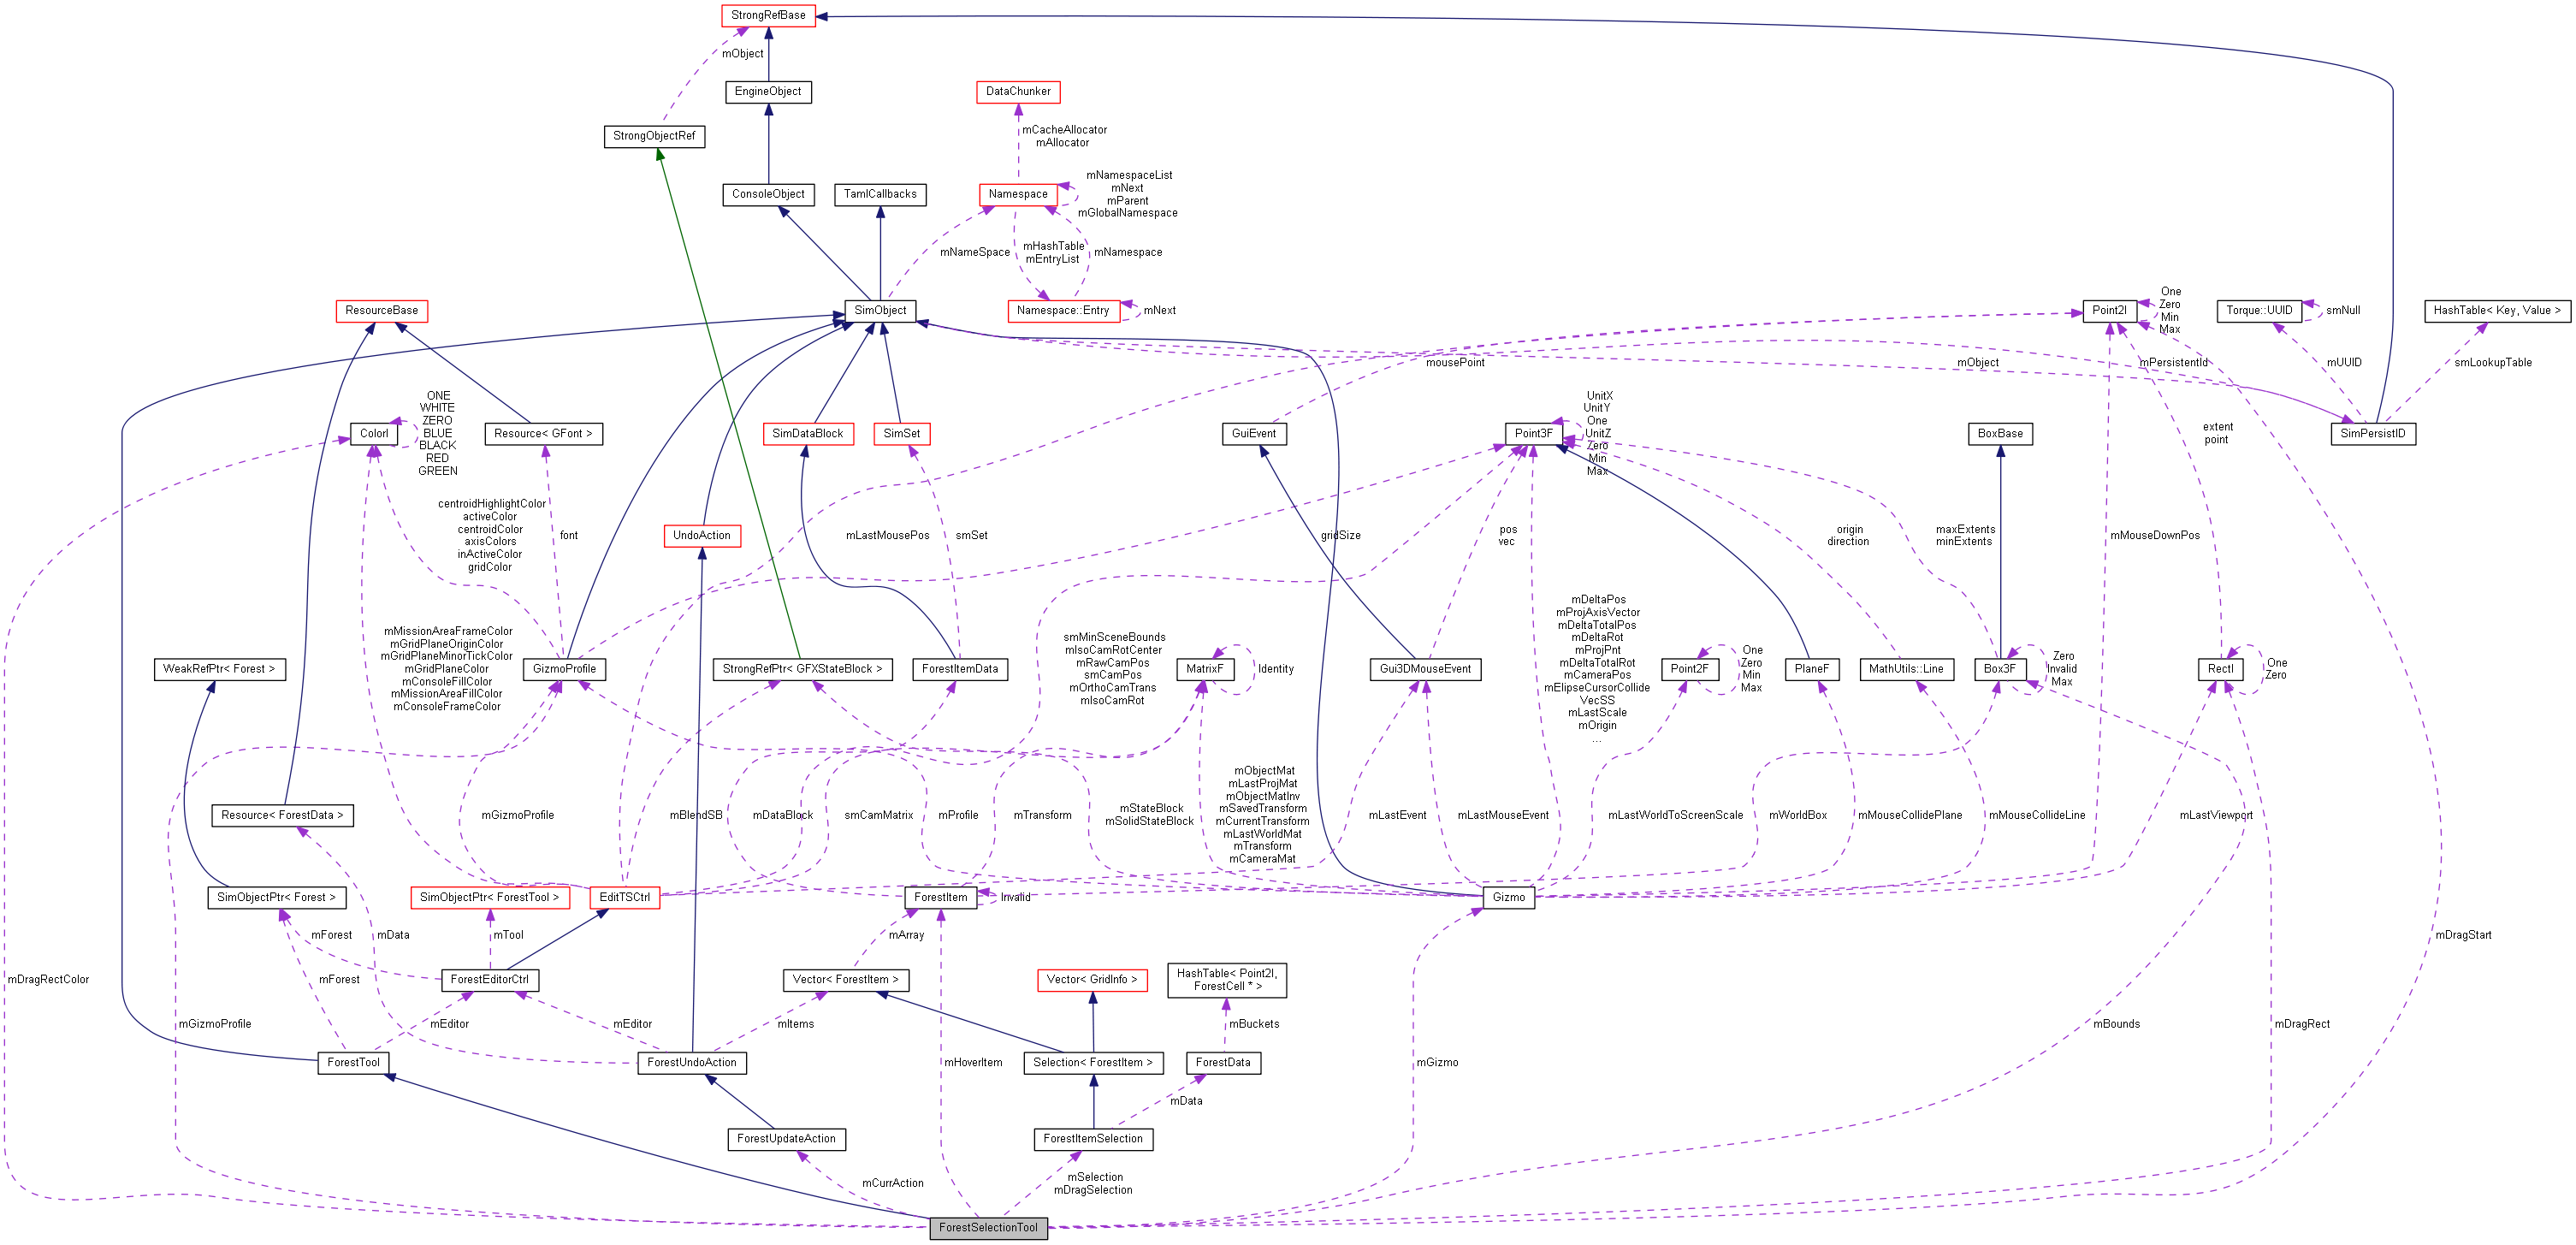 StrongRefBase
mObject
EngineObject
DataChunker
StrongObjectRef
mCacheAllocator
mAllocator
ConsoleObject
TamlCallbacks
Namespace
mNamespaceList
mNext
mParent
mGlobalNamespace
mNameSpace
mHashTable
mEntryList
mNamespace
ResourceBase
SimObject
Namespace::Entry
mNext
Point2I
One
Zero
Min
Max
Torque::UUID
smNull
HashTable< Key, Value >
mousePoint
mObject
mPersistentId
mUUID
smLookupTable
ColorI
ONE
WHITE
ZERO
BLUE
BLACK
RED
GREEN
Resource< GFont >
SimDataBlock
SimSet
GuiEvent
Point3F
UnitX
UnitY
One
UnitZ
Zero
Min
Max
BoxBase
extent
point
SimPersistID
centroidHighlightColor
activeColor
centroidColor
axisColors
inActiveColor
gridColor
font
UndoAction
mLastMousePos
smSet
gridSize
pos
vec
origin
direction
maxExtents
minExtents
mMouseDownPos
WeakRefPtr< Forest >
mMissionAreaFrameColor
mGridPlaneOriginColor
mGridPlaneMinorTickColor
mGridPlaneColor
mConsoleFillColor
mMissionAreaFillColor
mConsoleFrameColor
GizmoProfile
StrongRefPtr< GFXStateBlock >
ForestItemData
smMinSceneBounds
mIsoCamRotCenter
mRawCamPos
smCamPos
mOrthoCamTrans
mIsoCamRot
MatrixF
Identity
Gui3DMouseEvent
mDeltaPos
mProjAxisVector
mDeltaTotalPos
mDeltaRot
mProjPnt
mDeltaTotalRot
mCameraPos
mElipseCursorCollide
VecSS
mLastScale
mOrigin
...
Point2F
One
Zero
Min
Max
PlaneF
MathUtils::Line
Box3F
Zero
Invalid
Max
RectI
One
Zero
Resource< ForestData >
mGizmoProfile
mBlendSB
mDataBlock
smCamMatrix
mProfile
mTransform
mStateBlock
mSolidStateBlock
mObjectMat
mLastProjMat
mObjectMatInv
mSavedTransform
mCurrentTransform
mLastWorldMat
mTransform
mCameraMat
mLastEvent
mLastMouseEvent
mLastWorldToScreenScale
mWorldBox
mMouseCollidePlane
mMouseCollideLine
mLastViewport
SimObjectPtr< Forest >
SimObjectPtr< ForestTool >
EditTSCtrl
ForestItem
Invalid
Gizmo
mForest
mData
mTool
mArray
mDragStart
mDragRectColor
mForest
ForestEditorCtrl
Vector< ForestItem >
Vector< GridInfo >
HashTable< Point2I,
ForestCell * >
mGizmoProfile
mEditor
mEditor
mItems
mBuckets
mBounds
mDragRect
ForestTool
ForestUndoAction
mHoverItem
Selection< ForestItem >
ForestData
mGizmo
mData
ForestUpdateAction
ForestItemSelection
mCurrAction
mSelection
mDragSelection
ForestSelectionTool